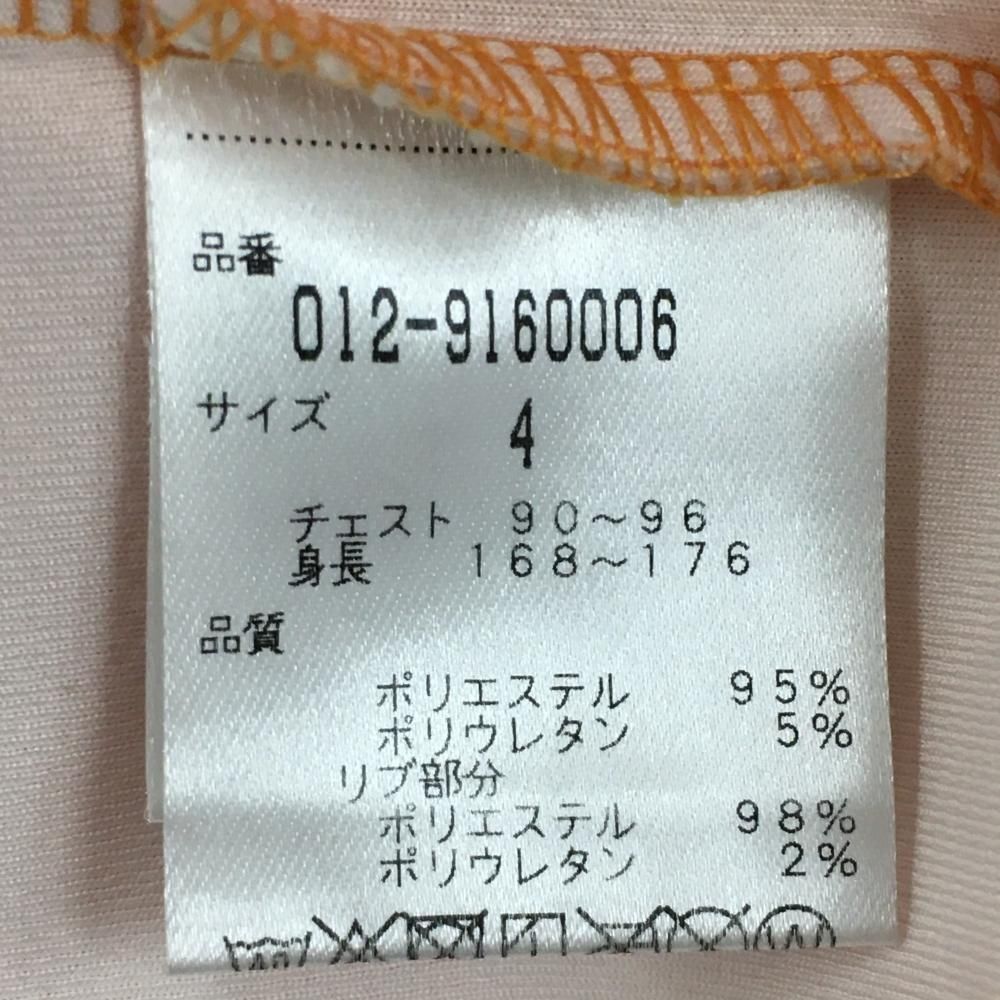 品番
012-9160006
サイズ 4
チェスト 90~96
身長 168~176
品質
ポリエステル 95%
ポリウレタン 5%
リブ部分
ポリエステル 98%
ポリウレタン 2%